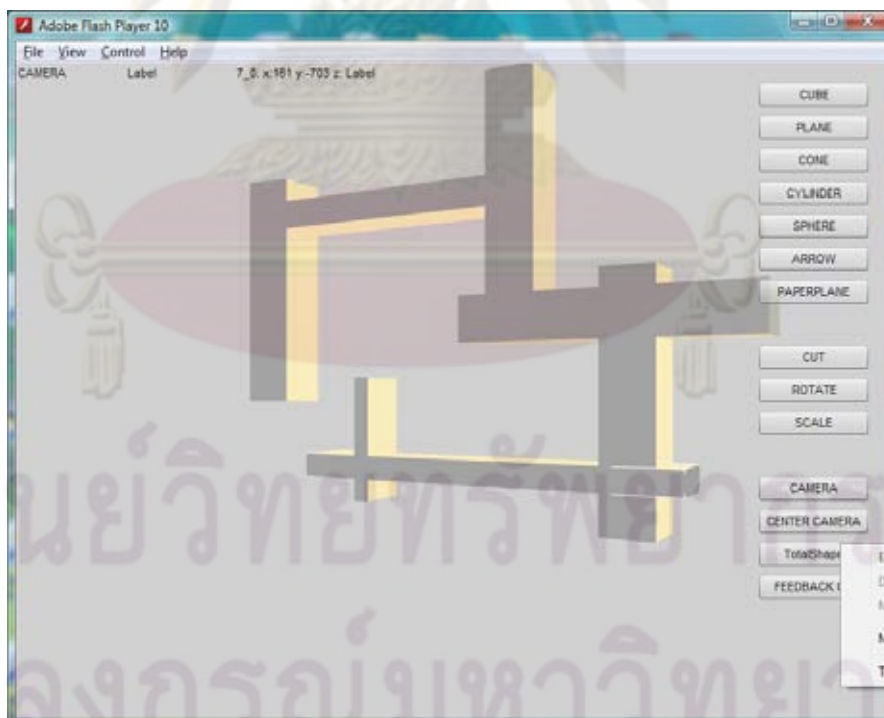 Adobe Flash Player 10
File View Control Help
CAMERA Label 7_0: x:161 y:-703 z: Label
CUBE
PLANE
CONE
CYLINDER
SPHERE
ARROW
PAPERPLANE
CUT
ROTATE
SCALE
CAMERA
CENTER CAMERA
TotalShape
FEEDBACK
ศูนย์วิทยทรัพยากร
จุฬาลงกรณ์มหาวิทยาลัย